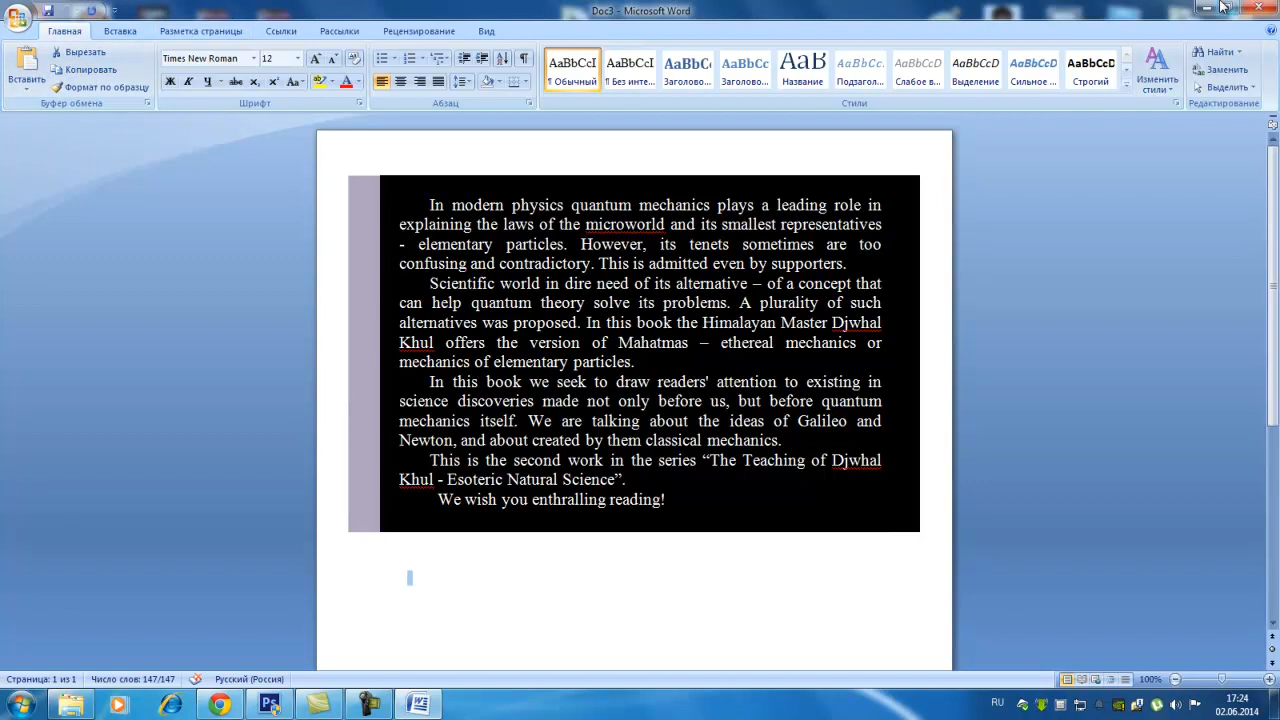 Doc3 - Microsoft Word
Главная Вставка Разметка страницы Ссылки Рассылки Рецензирование Вид
Вставить
Вырезать
Копировать
Формат по образцу
Буфер обмена
Times New Roman 12
Шрифт
Абзац
AaBbCcI AaBbCcI AaBbC AaBbCc AaB AaBbCc. AaBbCcD AaBbCcD AaBbCcD AaBbCcD
¶ Обычный ¶ Без инте... Заголово... Заголово... Название Подзагол... Слабое в... Выделение Сильное ... Строгий
Стили
Изменить стили
Найти
Заменить
Выделить
Редактирование
In modern physics quantum mechanics plays a leading role in
explaining the laws of the microworld and its smallest representatives
- elementary particles. However, its tenets sometimes are too
confusing and contradictory. This is admitted even by supporters.
Scientific world in dire need of its alternative – of a concept that
can help quantum theory solve its problems. A plurality of such
alternatives was proposed. In this book the Himalayan Master Djwhal
Khul offers the version of Mahatmas – ethereal mechanics or
mechanics of elementary particles.
In this book we seek to draw readers' attention to existing in
science discoveries made not only before us, but before quantum
mechanics itself. We are talking about the ideas of Galileo and
Newton, and about created by them classical mechanics.
This is the second work in the series “The Teaching of Djwhal
Khul - Esoteric Natural Science”.
We wish you enthralling reading!
Страница: 1 из 1 Число слов: 147/147 Русский (Россия) 100%
RU 17:24
02.06.2014